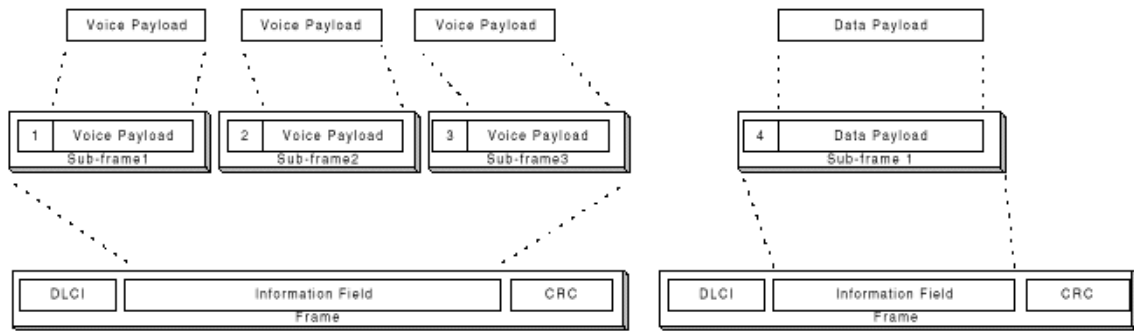 Voice Payload Voice Payload Voice Payload Data Payload
1 Voice Payload 2 Voice Payload 3 Voice Payload 4 Data Payload
Sub-frame1 Sub-frame2 Sub-frame3 Sub-frame 1
DLCI Information Field CRC DLCI Information Field CRC
Frame Frame